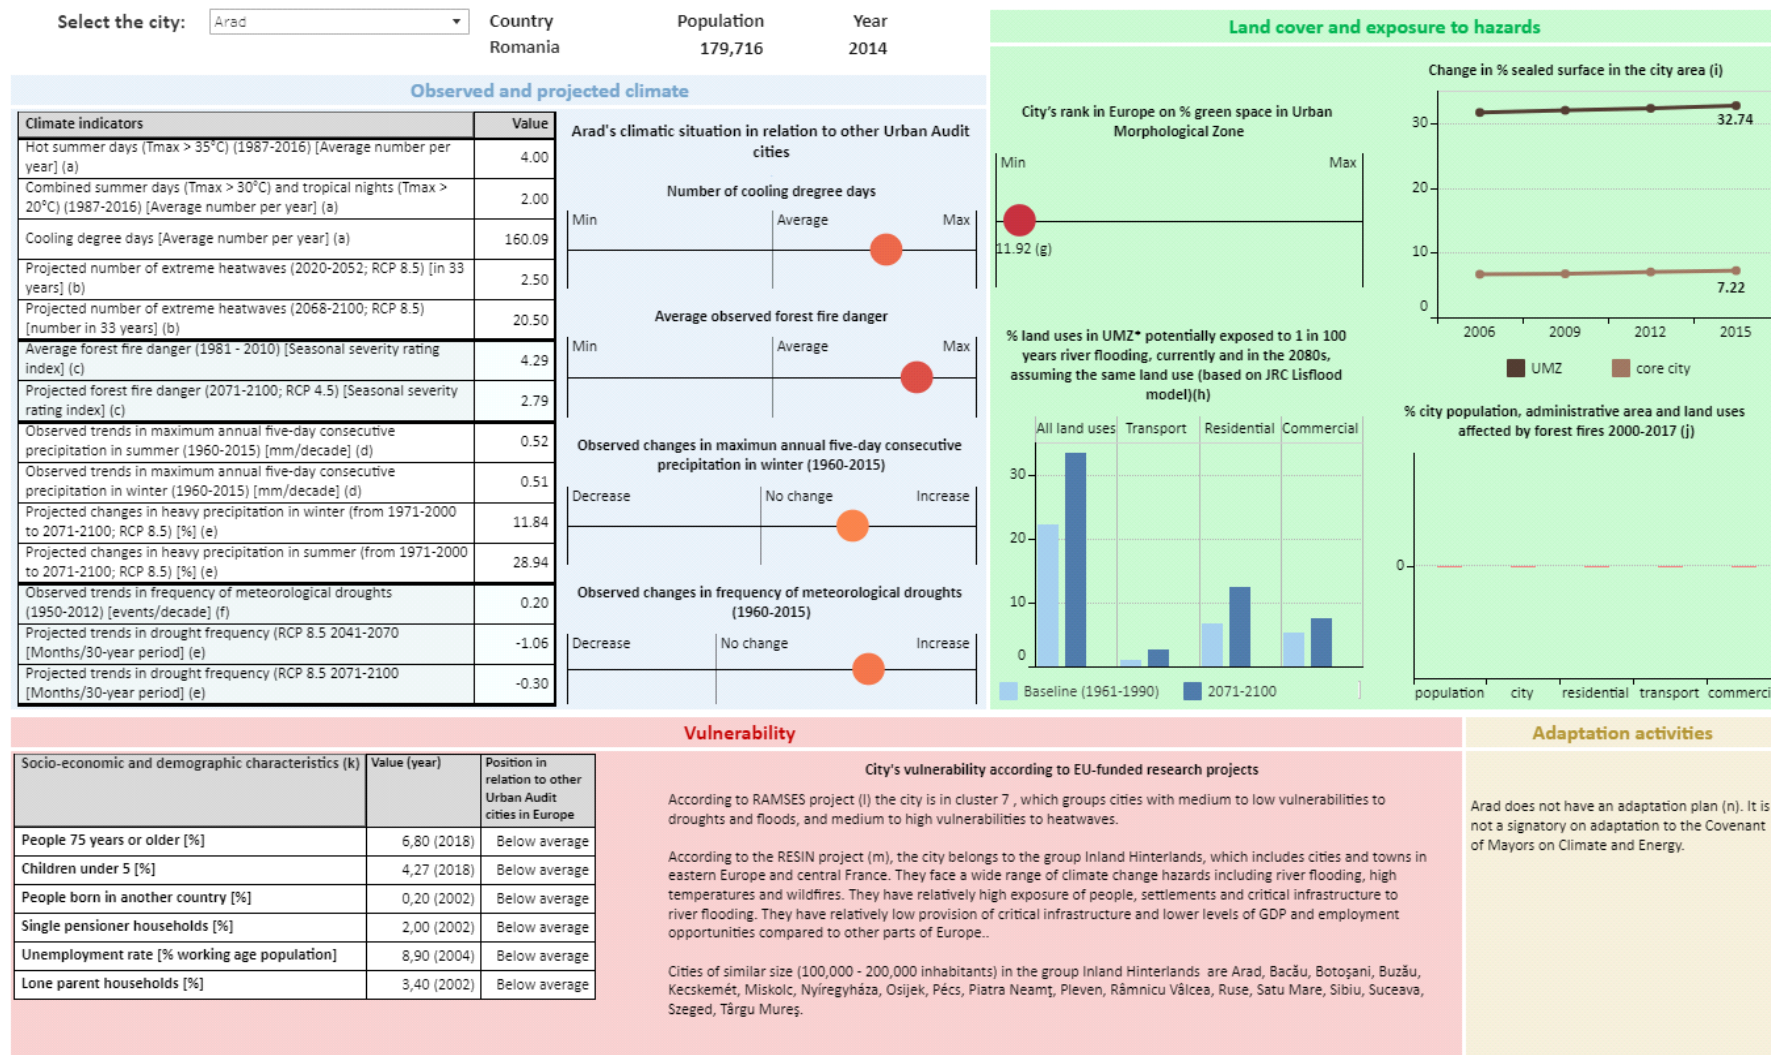 Select the city:
Arad
Country
Population
Year
Romania
179,716
2014
Observed and projected climate
Climate indicators
Value
Hot summer days (Tmax > 35°C) (1987-2016) [Average number per
year] (a)
4.00
Combined summer days (Tmax > 30°C) and tropical nights (Tmax >
20°C) (1987-2016) [Average number per year] (a)
2.00
Cooling degree days [Average number per year] (a)
160.09
Projected number of extreme heatwaves (2020-2052; RCP 8.5) [in 33
years] (b)
2.50
Projected number of extreme heatwaves (2068-2100; RCP 8.5)
[number in 33 years] (b)
20.50
Average forest fire danger (1981 - 2010) [Seasonal severity rating
index] (c)
4.29
Projected forest fire danger (2071-2100; RCP 4.5) [Seasonal severity
rating index] (c)
2.79
Observed trends in maximum annual five-day consecutive
precipitation in summer (1960-2015) [mm/decade] (d)
0.52
Observed trends in maximum annual five-day consecutive
precipitation in winter (1960-2015) [mm/decade] (d)
0.51
Projected changes in heavy precipitation in winter (from 1971-2000
to 2071-2100; RCP 8.5) [%] (e)
11.84
Projected changes in heavy precipitation in summer (from 1971-2000
to 2071-2100; RCP 8.5) [%] (e)
28.94
Observed trends in frequency of meteorological droughts
(1950-2012) [events/decade] (f)
0.20
Projected trends in drought frequency (RCP 8.5 2041-2070
[Months/30-year period] (e)
-1.06
Projected trends in drought frequency (RCP 8.5 2071-2100
[Months/30-year period] (e)
-0.30
Arad's climatic situation in relation to other Urban Audit
cities
Number of cooling dregree days
Min
Average
Max
Average observed forest fire danger
Min
Average
Max
Observed changes in maximun annual five-day consecutive
precipitation in winter (1960-2015)
Decrease
No change
Increase
Observed changes in frequency of meteorological droughts
(1960-2015)
Decrease
No change
Increase
Land cover and exposure to hazards
City's rank in Europe on % green space in Urban
Morphological Zone
Min
Max
11.92 (g)
% land uses in UMZ* potentially exposed to 1 in 100
years river flooding, currently and in the 2080s,
assuming the same land use (based on JRC Lisflood
model)(h)
All land uses
Transport
Residential
Commercial
30
20
10
0
Baseline (1961-1990)
2071-2100
Change in % sealed surface in the city area (i)
30
20
10
0
32.74
7.22
2006
2009
2012
2015
UMZ
core city
% city population, administrative area and land uses
affected by forest fires 2000-2017 (j)
0
population
city
residential
transport
commerci
Vulnerability
Socio-economic and demographic characteristics (k)
Value (year)
Position in
relation to other
Urban Audit
cities in Europe
People 75 years or older [%]
6,80 (2018)
Below average
Children under 5 [%]
4,27 (2018)
Below average
People born in another country [%]
0,20 (2002)
Below average
Single pensioner households [%]
2,00 (2002)
Below average
Unemployment rate [% working age population]
8,90 (2004)
Below average
Lone parent households [%]
3,40 (2002)
Below average
City's vulnerability according to EU-funded research projects
According to RAMSES project (l) the city is in cluster 7 , which groups cities with medium to low vulnerabilities to
droughts and floods, and medium to high vulnerabilities to heatwaves.
According to the RESIN project (m), the city belongs to the group Inland Hinterlands, which includes cities and towns in
eastern Europe and central France. They face a wide range of climate change hazards including river flooding, high
temperatures and wildfires. They have relatively high exposure of people, settlements and critical infrastructure to
river flooding. They have relatively low provision of critical infrastructure and lower levels of GDP and employment
opportunities compared to other parts of Europe..
Cities of similar size (100,000 - 200,000 inhabitants) in the group Inland Hinterlands are Arad, Bacău, Botoşani, Buzău,
Kecskemét, Miskolc, Nyíregyháza, Osijek, Pécs, Piatra Neamţ, Pleven, Râmnicu Vâlcea, Ruse, Satu Mare, Sibiu, Suceava,
Szeged, Târgu Mureş.
Adaptation activities
Arad does not have an adaptation plan (n). It is
not a signatory on adaptation to the Covenant
of Mayors on Climate and Energy.